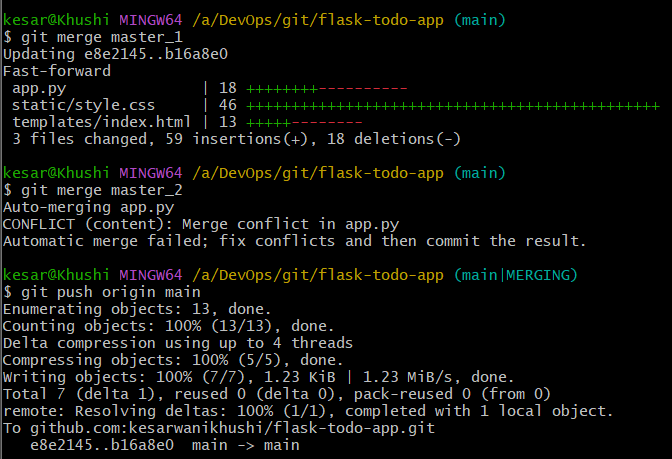 kesar@Khushi MINGW64 /a/DevOps/git/flask-todo-app (main)
$ git merge master_1
Updating e8e2145..b16a8e0
Fast-forward
 app.py              | 18 ++++++++----------
 static/style.css     | 46 ++++++++++++++++++++++++++++++++++++++++++++++
 templates/index.html | 13 +++++--------
 3 files changed, 59 insertions(+), 18 deletions(-)
kesar@Khushi MINGW64 /a/DevOps/git/flask-todo-app (main)
$ git merge master_2
Auto-merging app.py
CONFLICT (content): Merge conflict in app.py
Automatic merge failed; fix conflicts and then commit the result.
kesar@Khushi MINGW64 /a/DevOps/git/flask-todo-app (main|MERGING)
$ git push origin main
Enumerating objects: 13, done.
Counting objects: 100% (13/13), done.
Delta compression using up to 4 threads
Compressing objects: 100% (5/5), done.
Writing objects: 100% (7/7), 1.23 KiB | 1.23 MiB/s, done.
Total 7 (delta 1), reused 0 (delta 0), pack-reused 0 (from 0)
remote: Resolving deltas: 100% (1/1), completed with 1 local object.
To github.com:kesarwanikhushi/flask-todo-app.git
   e8e2145..b16a8e0  main -> main